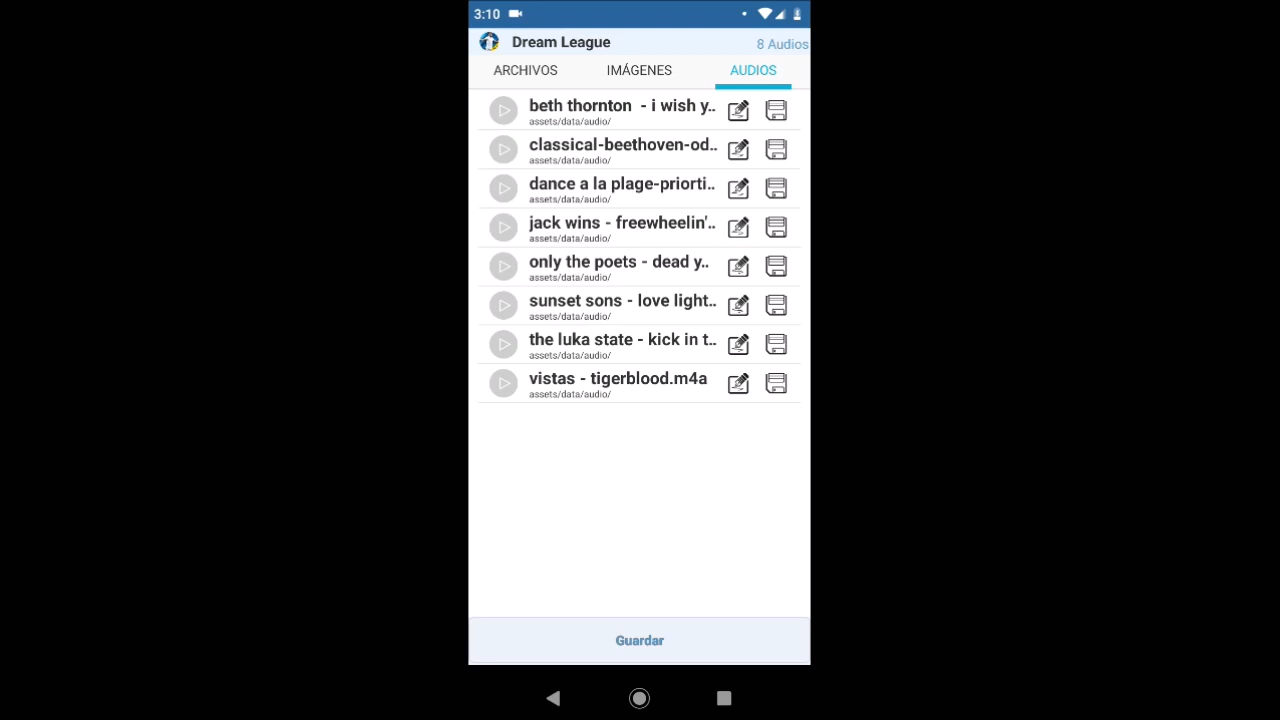 3:10
Dream League
8 Audios
ARCHIVOS IMÁGENES AUDIOS
beth thornton - i wish y..
assets/data/audio/
classical-beethoven-od..
assets/data/audio/
dance a la plage-priorti..
assets/data/audio/
jack wins - freewheelin'..
assets/data/audio/
only the poets - dead y..
assets/data/audio/
sunset sons - love light..
assets/data/audio/
the luka state - kick in t..
assets/data/audio/
vistas - tigerblood.m4a
assets/data/audio/
Guardar